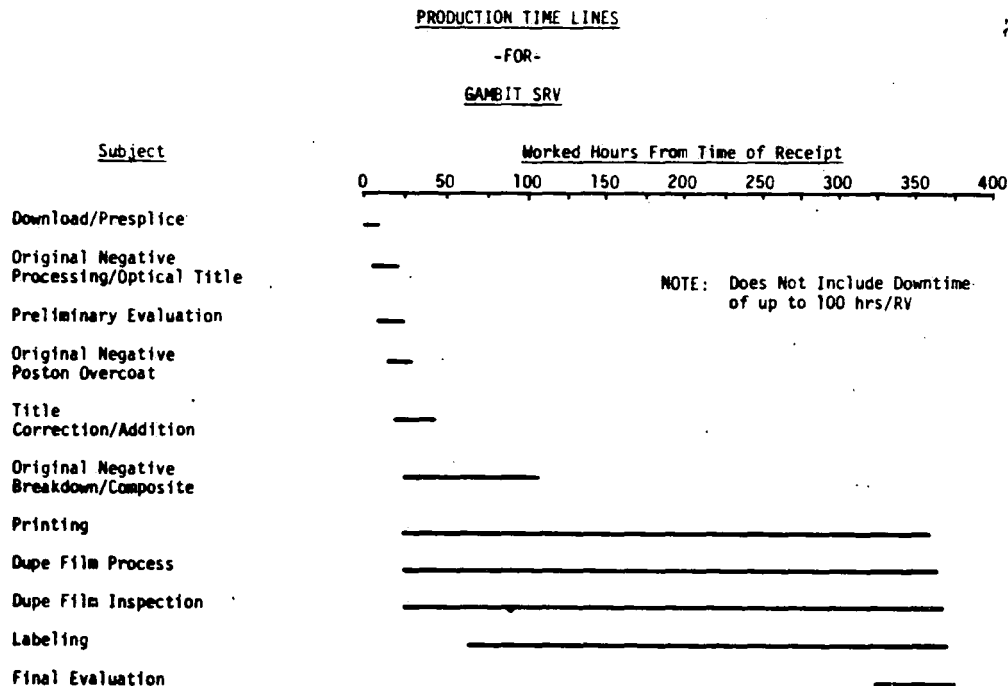 PRODUCTION TIME LINES
-FOR-
GAMBIT SRV
Subject
Worked Hours From Time of Receipt
0 50 100 150 200 250 300 350 400
Download/Presplice
Original Negative
Processing/Optical Title
NOTE: Does Not Include Downtime
of up to 100 hrs/RV
Preliminary Evaluation
Original Negative
Poston Overcoat
Title
Correction/Addition
Original Negative
Breakdown/Composite
Printing
Dupe Film Process
Dupe Film Inspection
Labeling
Final Evaluation